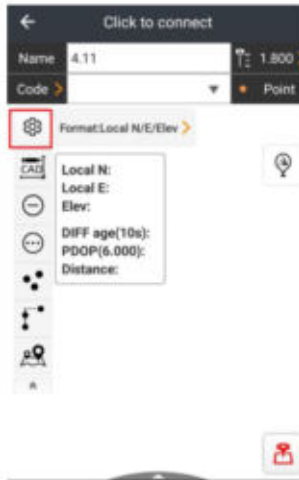 Click to connect
Name 4.11 1.800
Code > Point
Format:Local N/E/Elev >
CAD
Local N:
Local E:
Elev:
DIFF age(10s):
PDOP(6.000):
Distance: